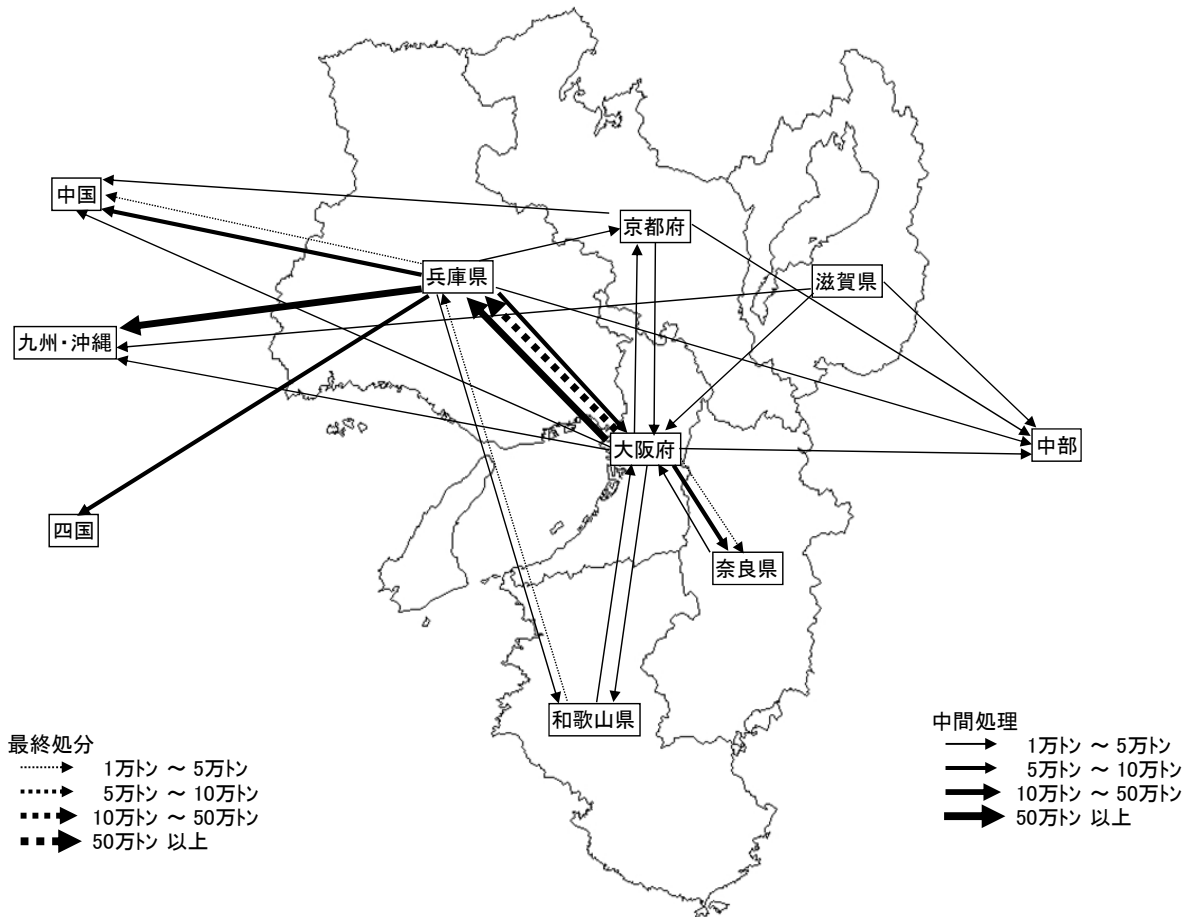 中国
京都府
兵庫県
滋賀県
九州・沖縄
大阪府
中部
四国
奈良県
和歌山県
最終処分
1万トン ～ 5万トン
5万トン ～ 10万トン
10万トン ～ 50万トン
50万トン 以上
中間処理
1万トン ～ 5万トン
5万トン ～ 10万トン
10万トン ～ 50万トン
50万トン 以上